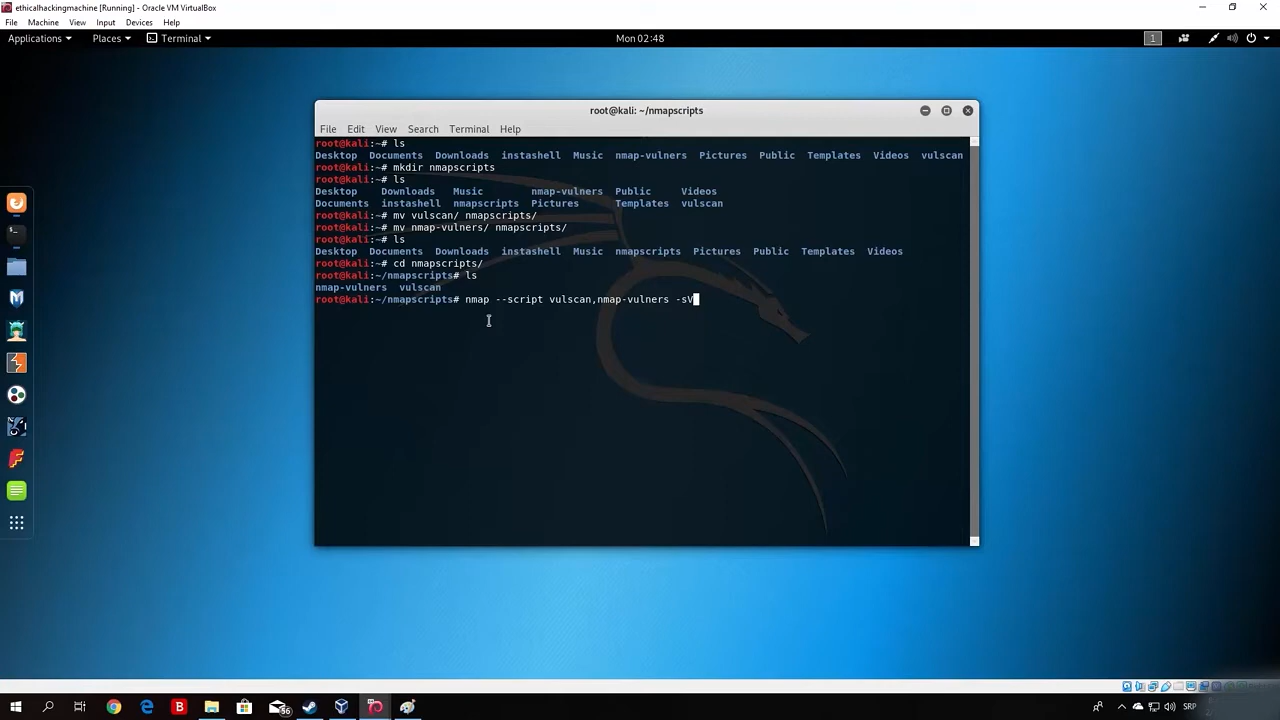 ethicalhackingmachine [Running] - Oracle VM VirtualBox
File Machine View Input Devices Help
Applications Places Terminal Mon 02:48 1
root@kali: ~/nmapscripts
File Edit View Search Terminal Help
root@kali:~# ls
Desktop Documents Downloads instashell Music nmap-vulners Pictures Public Templates Videos vulscan
root@kali:~# mkdir nmapscripts
root@kali:~# ls
Desktop Downloads Music nmap-vulners Public Videos
Documents instashell nmapscripts Pictures Templates vulscan
root@kali:~# mv vulscan/ nmapscripts/
root@kali:~# mv nmap-vulners/ nmapscripts/
root@kali:~# ls
Desktop Documents Downloads instashell Music nmapscripts Pictures Public Templates Videos
root@kali:~# cd nmapscripts/
root@kali:~/nmapscripts# ls
nmap-vulners vulscan
root@kali:~/nmapscripts# nmap --script vulscan,nmap-vulners -sV
B 56 SRP